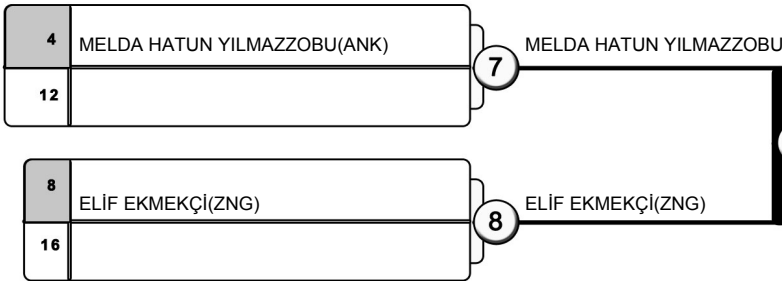 4 MELDA HATUN YILMAZZOBU(ANK)
7 MELDA HATUN YILMAZZOBU
12
8 ELİF EKMEKÇİ(ZNG)
8 ELİF EKMEKÇİ(ZNG)
16